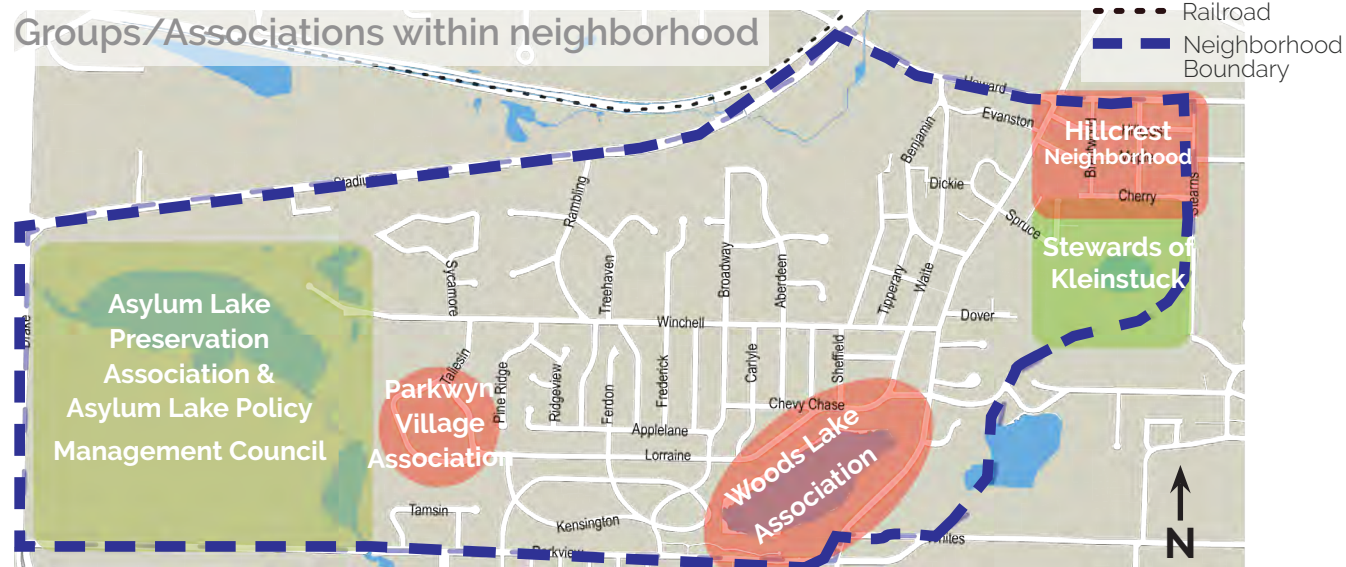 Groups/Associations within neighborhood
Railroad
Neighborhood
Boundary
Howard
Evanston
Benjamin
Hillcrest
Neighborhood
Dickie
Cherry
Stearns
Spruce
Stadium
Rambling
Stewards of
Kleinstuck
Sycamore
Treehaven
Broadway
Aberdeen
Tipperary
Waite
Dover
Winchell
Drake
Asylum Lake
Preservation
Association &
Asylum Lake Policy
Management Council
Taliesin
Parkwyn
Village
Association
Pine Ridge
Ridgeview
Ferdon
Frederick
Carlyle
Sheffield
Chevy Chase
Applelane
Lorraine
Woods Lake
Association
Tamsin
Kensington
Parkview
Whites
N